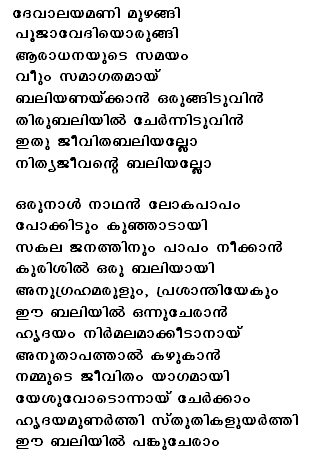 ദേവാലയമണി മുഴങ്ങി
പൂജാവേദിയൊരുങ്ങി
ആരാധനയുടെ സമയം
വീും സമാഗതമായ്
ബലിയണയ്ക്കാൻ ഒരുങ്ങിടുവിൻ
തിരുബലിയിൽ ചേർന്നിടുവിൻ
ഇതു ജീവിതബലിയല്ലോ
നിത്യജീവന്റെ ബലിയല്ലോ

ഒരുനാൾ നാഥൻ ലോകപാപം
പോക്കിടും കുഞ്ഞാടായി
സകല ജനത്തിനും പാപം നീക്കാൻ
കുരിശിൽ ഒരു ബലിയായി
അനുഗ്രഹമരുളും, പ്രശാന്തിയേകും
ഈ ബലിയിൽ ഒന്നുചേരാൻ
ഹൃദയം നിർമലമാക്കീടാനായ്
അനുതാപത്താൽ കഴുകാൻ
നമ്മുടെ ജീവിതം യാഗമായി
യേശുവോടൊന്നായ് ചേർക്കാം
ഹൃദയമുണർത്തി സ്തുതികളുയർത്തി
ഈ ബലിയിൽ പങ്കുചേരാം